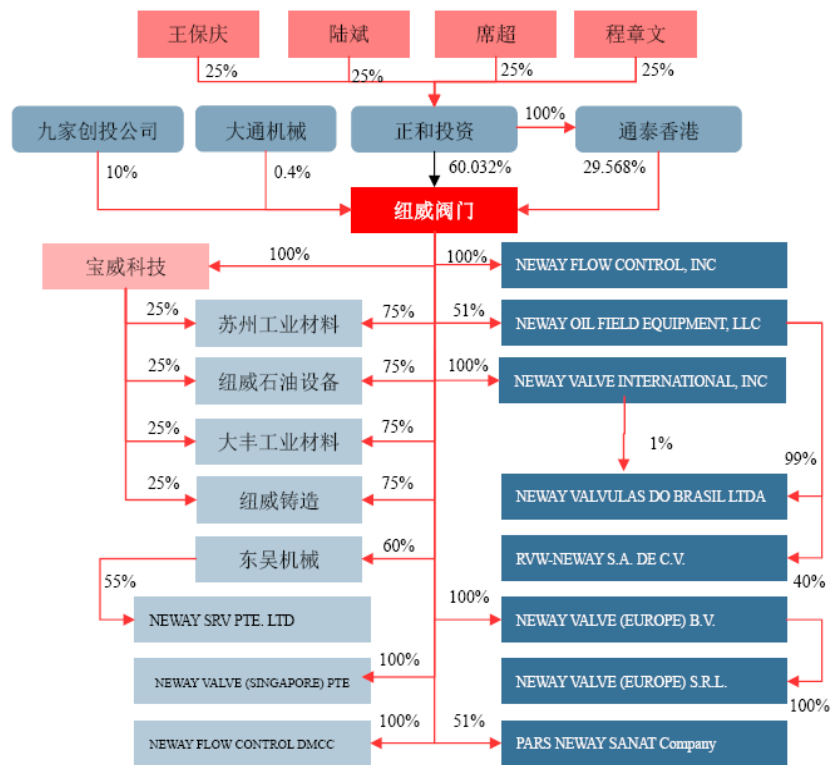 王保庆
陆斌
席超
程章文
25%
25%
25%
25%
九家创投公司
大通机械
正和投资
100%
通泰香港
10%
0.4%
60.032%
29.568%
纽威阀门
宝威科技
100%
100%
NEWAY FLOW CONTROL, INC
25%
苏州工业材料
75%
51%
NEWAY OIL FIELD EQUIPMENT, LLC
25%
纽威石油设备
75%
100%
NEWAY VALVE INTERNATIONAL, INC
25%
大丰工业材料
75%
1%
99%
25%
纽威铸造
75%
NEWAY VALVULAS DO BRASIL LTDA
东吴机械
60%
RVW-NEWAY S.A. DE C.V.
55%
40%
NEWAY SRV PTE. LTD
100%
NEWAY VALVE (EUROPE) B.V.
NEWAY VALVE (SINGAPORE) PTE
100%
NEWAY VALVE (EUROPE) S.R.L.
100%
NEWAY FLOW CONTROL DMCC
100%
51%
PARS NEWAY SANAT Company